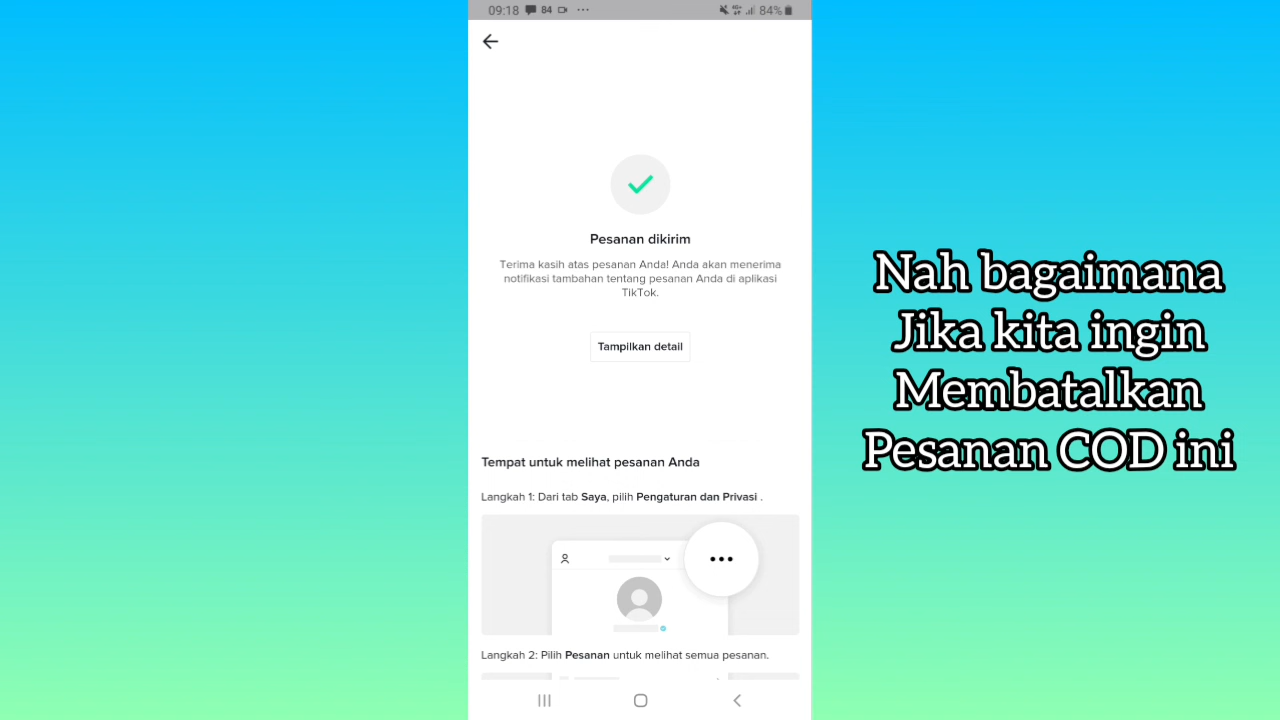 09:18 84 84%
Pesanan dikirim
Terima kasih atas pesanan Anda! Anda akan menerima
notifikasi tambahan tentang pesanan Anda di aplikasi
TikTok.
Tampilkan detail
Tempat untuk melihat pesanan Anda
Langkah 1: Dari tab Saya, pilih Pengaturan dan Privasi .
Langkah 2: Pilih Pesanan untuk melihat semua pesanan.
Nah bagaimana
Jika kita ingin
Membatalkan
Pesanan COD ini